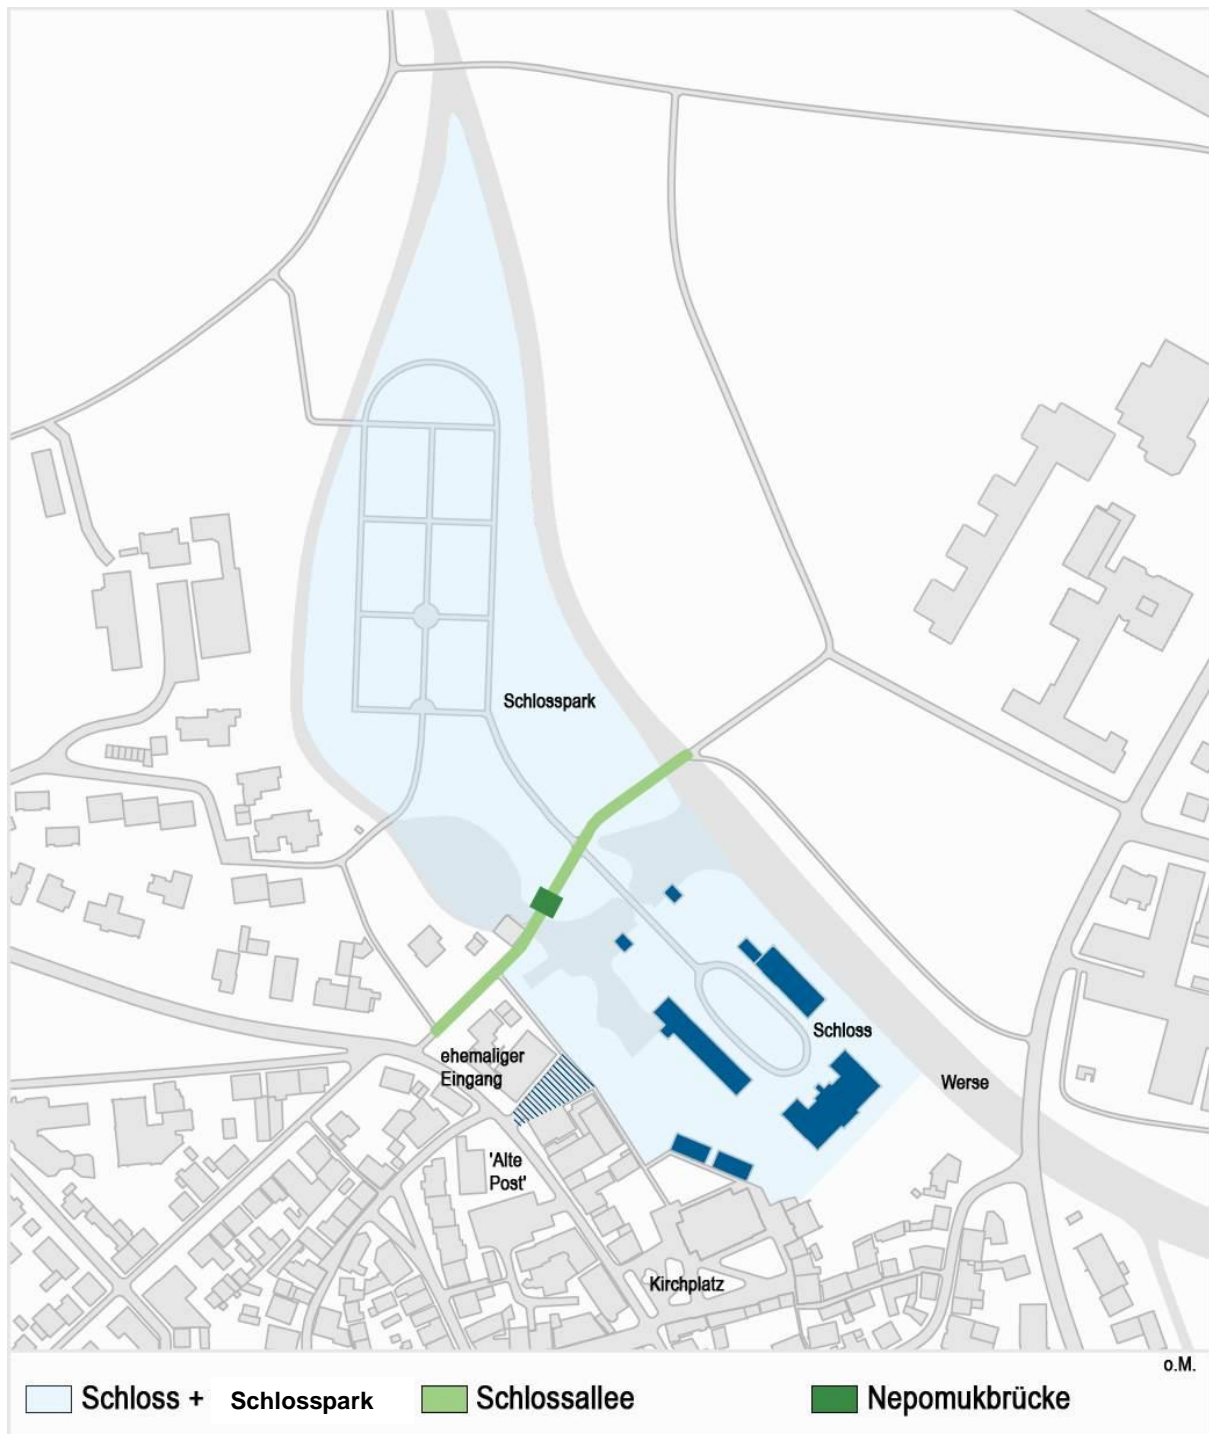 Schlosspark
Schloss
ehemaliger
Eingang
Werse
'Alte
Post'
Kirchplatz
o.M.
Schloss + Schlosspark
Schlossallee
Nepomukbrücke